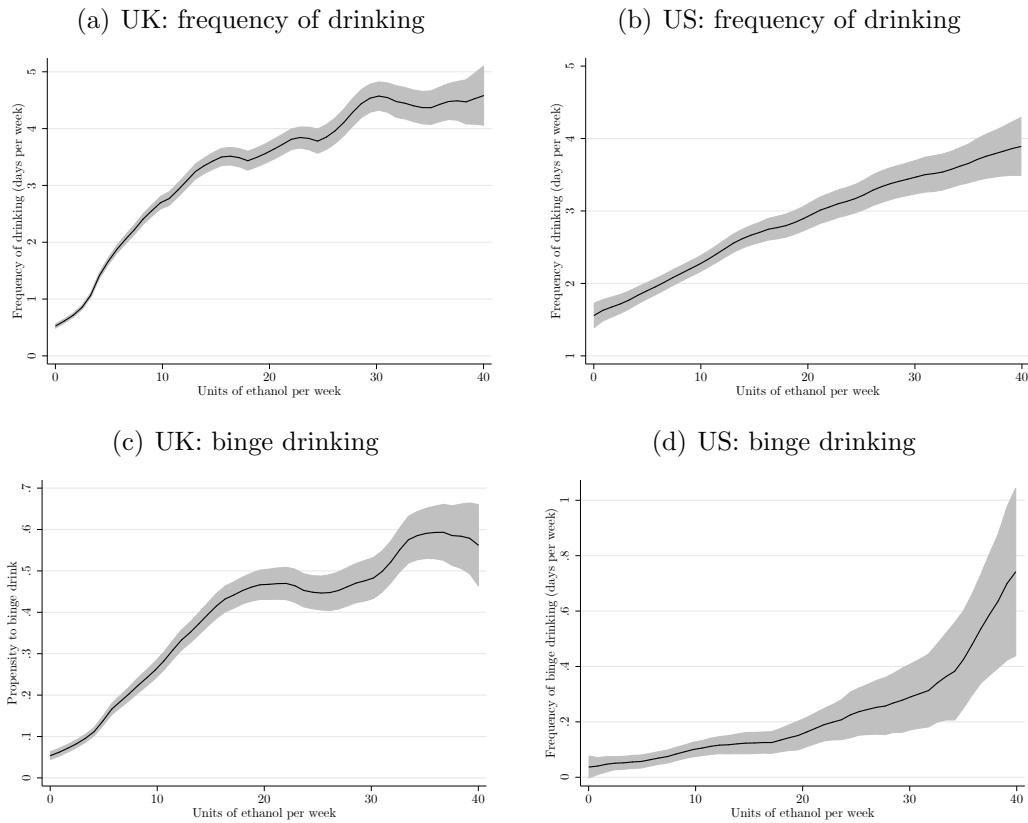 (a) UK: frequency of drinking
Frequency of drinking (days per week)
5
4
3
2
1
0
0 10 20 30 40
Units of ethanol per week
(b) US: frequency of drinking
Frequency of drinking (days per week)
5
4
3
2
1
0 10 20 30 40
Units of ethanol per week
(c) UK: binge drinking
Propensity to binge drink
.7
.6
.5
.4
.3
.2
.1
0
0 10 20 30 40
Units of ethanol per week
(d) US: binge drinking
Frequency of binge drinking (days per week)
1
.8
.6
.4
.2
0
0 10 20 30 40
Units of ethanol per week